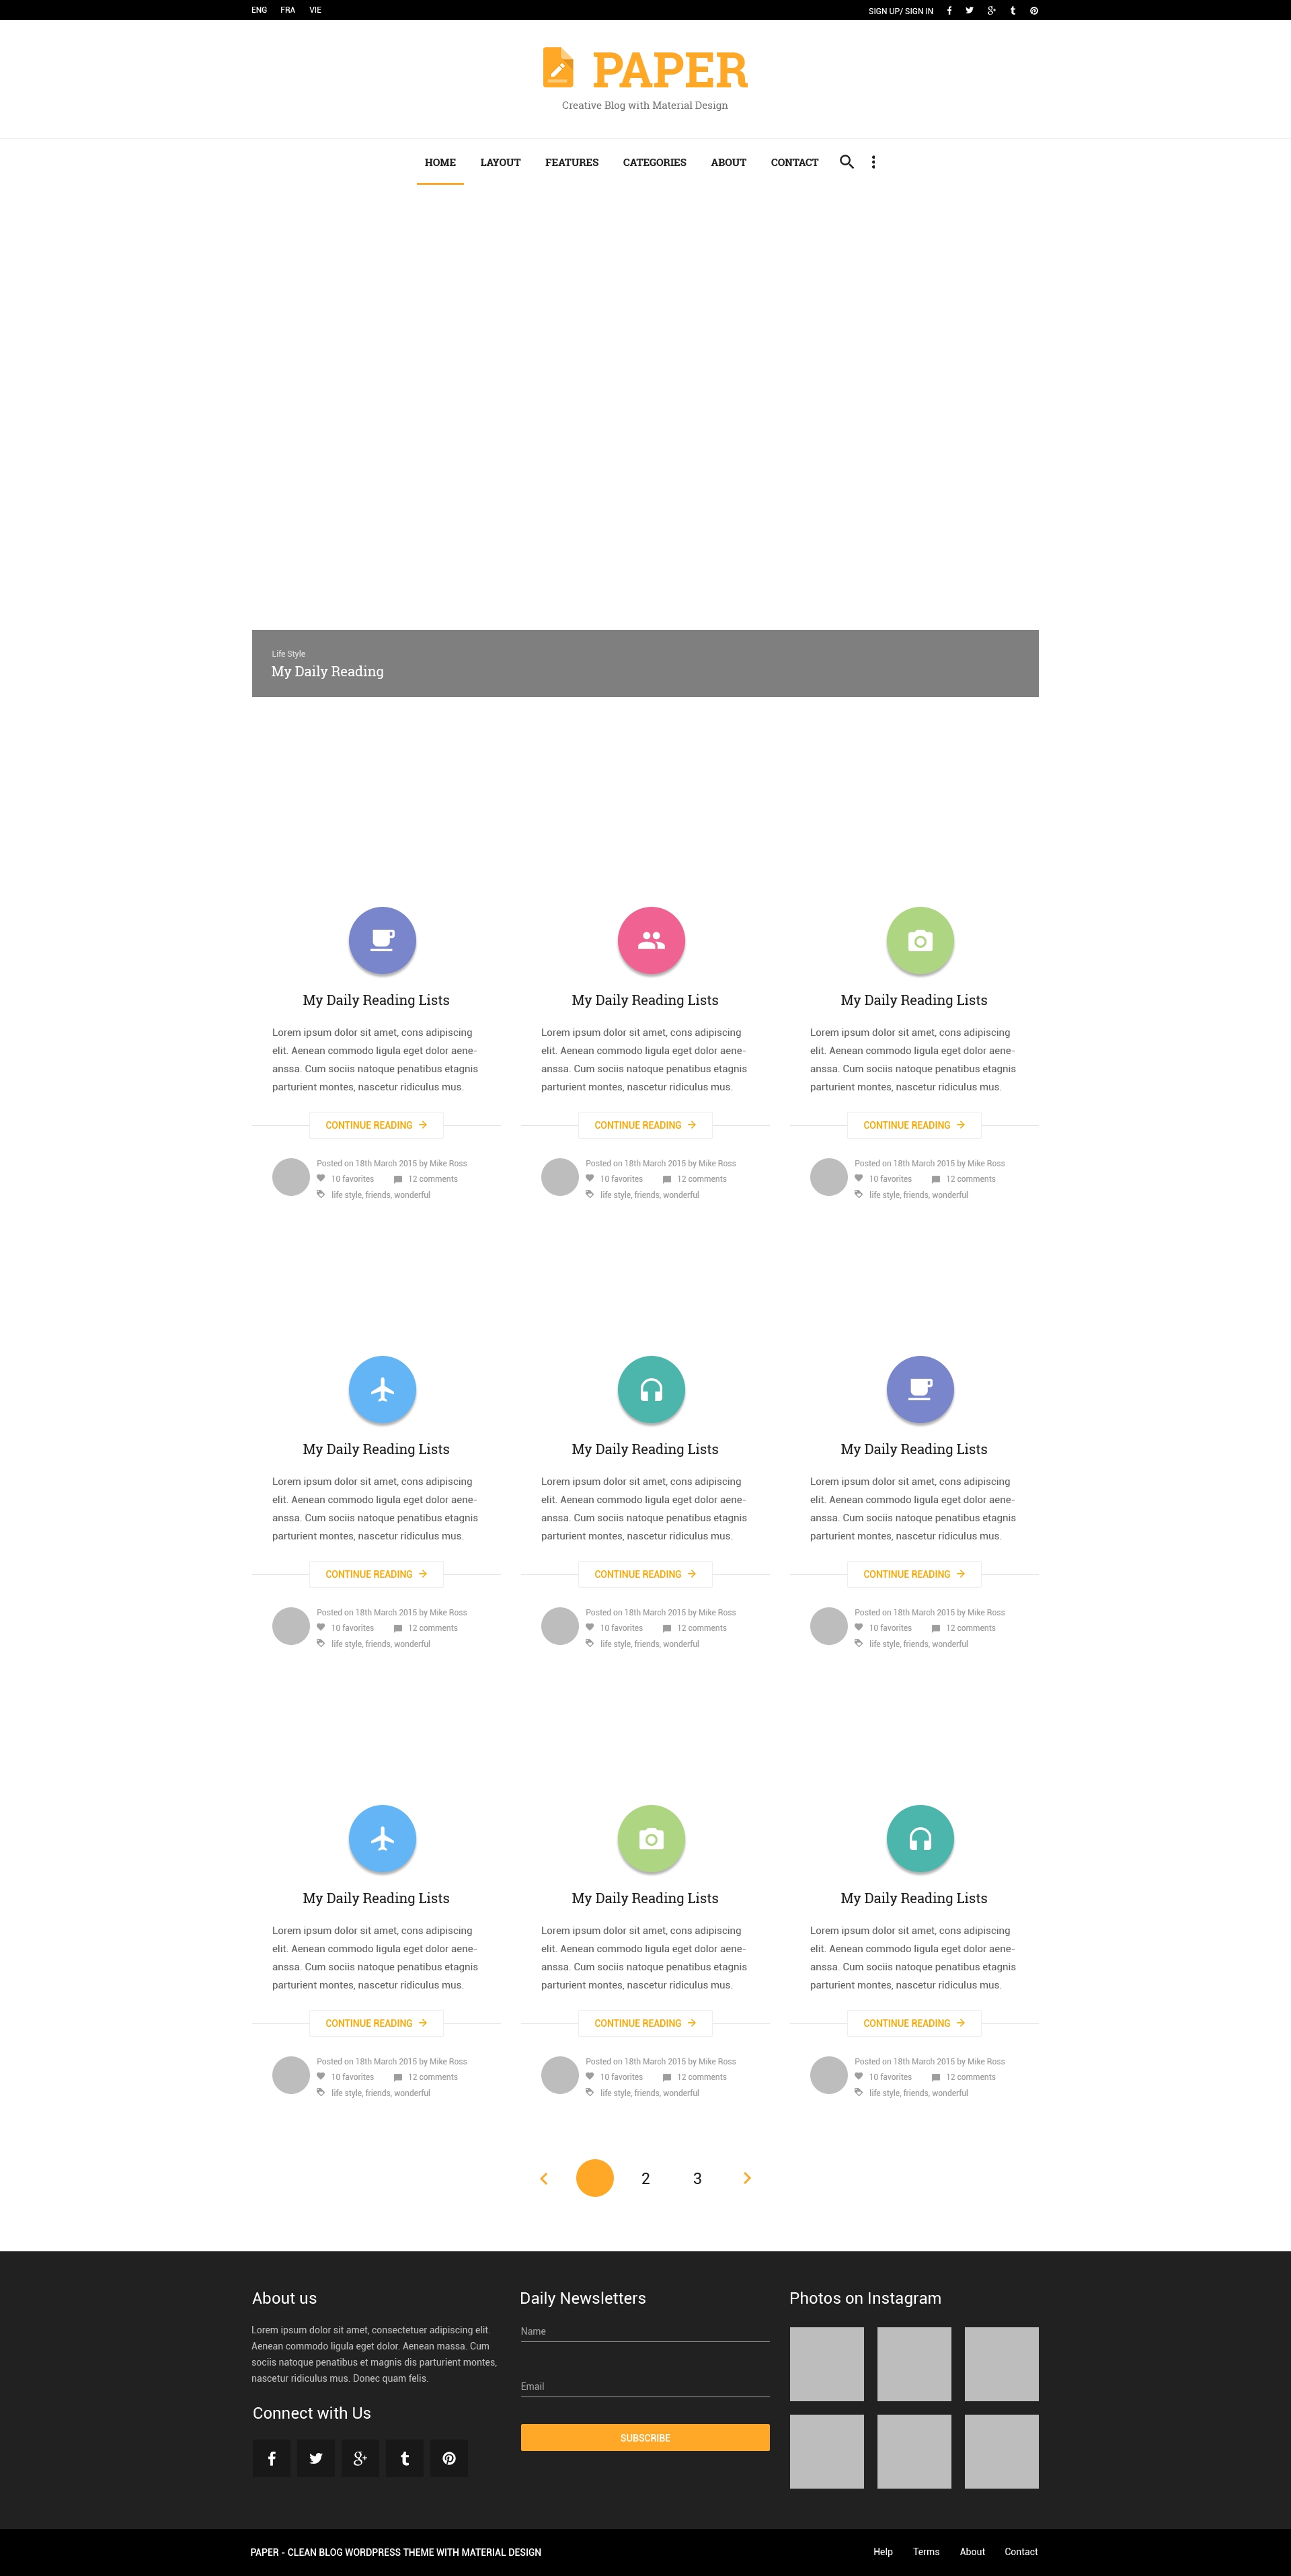 ENG FRA VIE
SIGN UP/ SIGN IN
PAPER
Creative Blog with Material Design
HOME LAYOUT FEATURES CATEGORIES ABOUT CONTACT
Life Style
My Daily Reading
My Daily Reading Lists
Lorem ipsum dolor sit amet, cons adipiscing
elit. Aenean commodo ligula eget dolor aene-
anssa. Cum sociis natoque penatibus etagnis
parturient montes, nascetur ridiculus mus.
CONTINUE READING
Posted on 18th March 2015 by Mike Ross
10 favorites 12 comments
life style, friends, wonderful
My Daily Reading Lists
Lorem ipsum dolor sit amet, cons adipiscing
elit. Aenean commodo ligula eget dolor aene-
anssa. Cum sociis natoque penatibus etagnis
parturient montes, nascetur ridiculus mus.
CONTINUE READING
Posted on 18th March 2015 by Mike Ross
10 favorites 12 comments
life style, friends, wonderful
My Daily Reading Lists
Lorem ipsum dolor sit amet, cons adipiscing
elit. Aenean commodo ligula eget dolor aene-
anssa. Cum sociis natoque penatibus etagnis
parturient montes, nascetur ridiculus mus.
CONTINUE READING
Posted on 18th March 2015 by Mike Ross
10 favorites 12 comments
life style, friends, wonderful
My Daily Reading Lists
Lorem ipsum dolor sit amet, cons adipiscing
elit. Aenean commodo ligula eget dolor aene-
anssa. Cum sociis natoque penatibus etagnis
parturient montes, nascetur ridiculus mus.
CONTINUE READING
Posted on 18th March 2015 by Mike Ross
10 favorites 12 comments
life style, friends, wonderful
My Daily Reading Lists
Lorem ipsum dolor sit amet, cons adipiscing
elit. Aenean commodo ligula eget dolor aene-
anssa. Cum sociis natoque penatibus etagnis
parturient montes, nascetur ridiculus mus.
CONTINUE READING
Posted on 18th March 2015 by Mike Ross
10 favorites 12 comments
life style, friends, wonderful
My Daily Reading Lists
Lorem ipsum dolor sit amet, cons adipiscing
elit. Aenean commodo ligula eget dolor aene-
anssa. Cum sociis natoque penatibus etagnis
parturient montes, nascetur ridiculus mus.
CONTINUE READING
Posted on 18th March 2015 by Mike Ross
10 favorites 12 comments
life style, friends, wonderful
My Daily Reading Lists
Lorem ipsum dolor sit amet, cons adipiscing
elit. Aenean commodo ligula eget dolor aene-
anssa. Cum sociis natoque penatibus etagnis
parturient montes, nascetur ridiculus mus.
CONTINUE READING
Posted on 18th March 2015 by Mike Ross
10 favorites 12 comments
life style, friends, wonderful
My Daily Reading Lists
Lorem ipsum dolor sit amet, cons adipiscing
elit. Aenean commodo ligula eget dolor aene-
anssa. Cum sociis natoque penatibus etagnis
parturient montes, nascetur ridiculus mus.
CONTINUE READING
Posted on 18th March 2015 by Mike Ross
10 favorites 12 comments
life style, friends, wonderful
My Daily Reading Lists
Lorem ipsum dolor sit amet, cons adipiscing
elit. Aenean commodo ligula eget dolor aene-
anssa. Cum sociis natoque penatibus etagnis
parturient montes, nascetur ridiculus mus.
CONTINUE READING
Posted on 18th March 2015 by Mike Ross
10 favorites 12 comments
life style, friends, wonderful
2 3
About us
Lorem ipsum dolor sit amet, consectetuer adipiscing elit.
Aenean commodo ligula eget dolor. Aenean massa. Cum
sociis natoque penatibus et magnis dis parturient montes,
nascetur ridiculus mus. Donec quam felis.
Connect with Us
Daily Newsletters
Name
Email
SUBSCRIBE
Photos on Instagram
PAPER - CLEAN BLOG WORDPRESS THEME WITH MATERIAL DESIGN
Help Terms About Contact